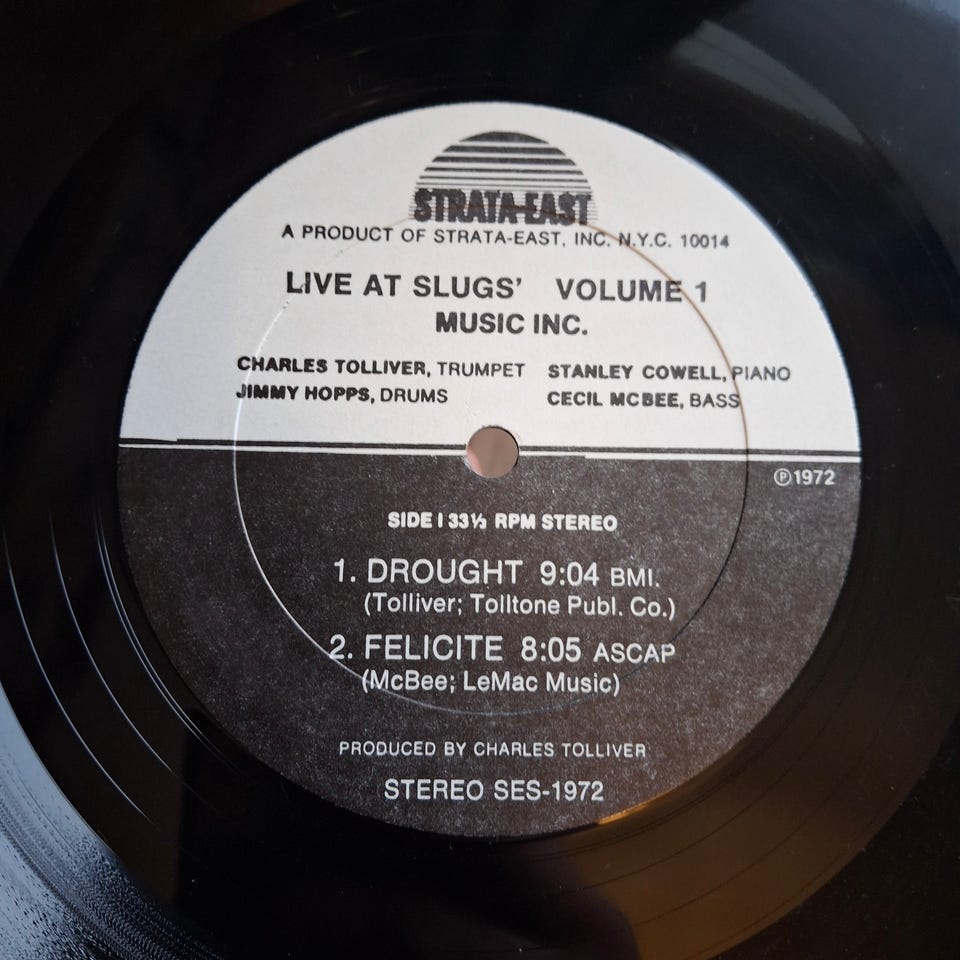 STRATA-EAST
A PRODUCT OF STRATA-EAST, INC. N.Y.C. 10014
LIVE AT SLUGS' VOLUME 1
MUSIC INC.
CHARLES TOLLIVER, TRUMPET STANLEY COWELL, PIANO
JIMMY HOPPS, DRUMS CECIL MCBEE, BASS
Ⓟ1972
SIDE I 33⅓ RPM STEREO
1. DROUGHT 9:04 BMI.
(Tolliver; Tolltone Publ. Co.)
2. FELICITE 8:05 ASCAP
(McBee; LeMac Music)
PRODUCED BY CHARLES TOLLIVER
STEREO SES-1972